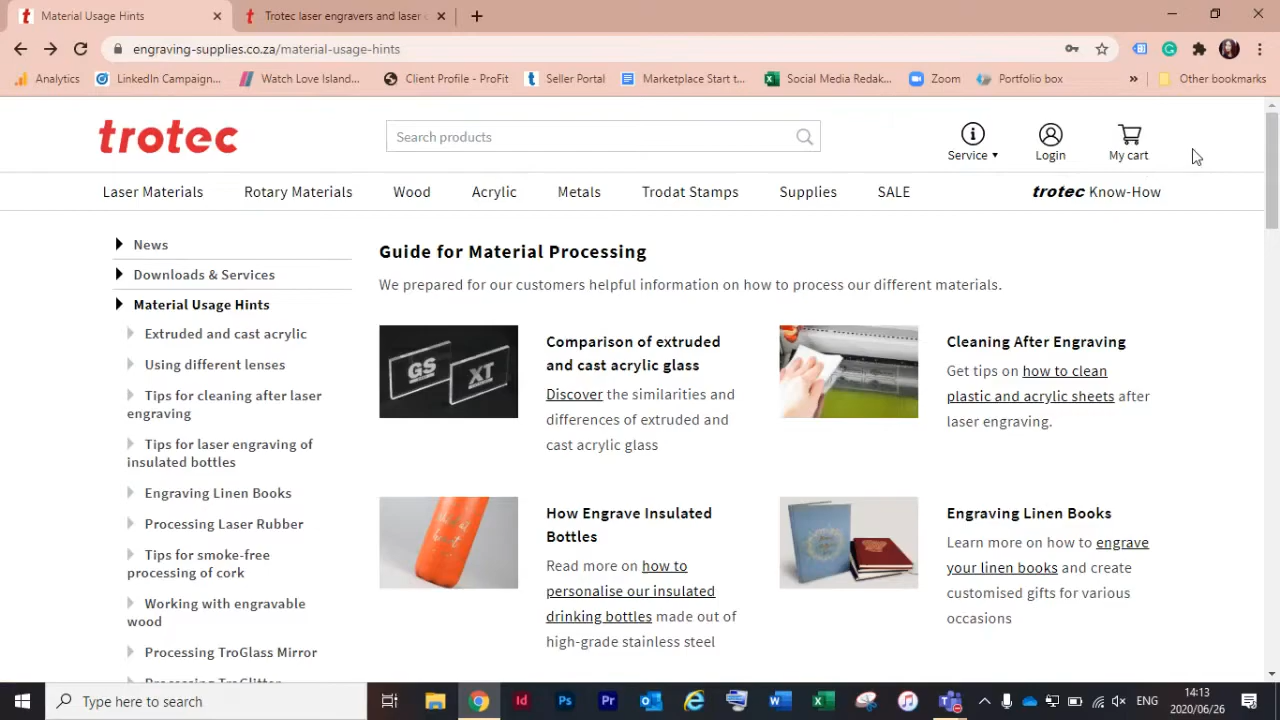 Material Usage Hints
Trotec laser engravers and laser c
engraving-supplies.co.za/material-usage-hints
Analytics
LinkedIn Campaign...
Watch Love Island...
Client Profile - ProFit
Seller Portal
Marketplace Start t...
Social Media Redak...
Zoom
Portfolio box
»
Other bookmarks
trotec
Search products
Service
Login
My cart
Laser Materials
Rotary Materials
Wood
Acrylic
Metals
Trodat Stamps
Supplies
SALE
trotec Know-How
News
Downloads & Services
Material Usage Hints
Extruded and cast acrylic
Using different lenses
Tips for cleaning after laser
engraving
Tips for laser engraving of
insulated bottles
Engraving Linen Books
Processing Laser Rubber
Tips for smoke-free
processing of cork
Working with engravable
wood
Processing TroGlass Mirror
Processing TroGlitter
Guide for Material Processing
We prepared for our customers helpful information on how to process our different materials.
GS
XT
Comparison of extruded
and cast acrylic glass
Discover the similarities and
differences of extruded and
cast acrylic glass
Cleaning After Engraving
Get tips on how to clean
plastic and acrylic sheets after
laser engraving.
How Engrave Insulated
Bottles
Read more on how to
personalise our insulated
drinking bottles made out of
high-grade stainless steel
Engraving Linen Books
Learn more on how to engrave
your linen books and create
customised gifts for various
occasions
Type here to search
ENG
14:13
2020/06/26